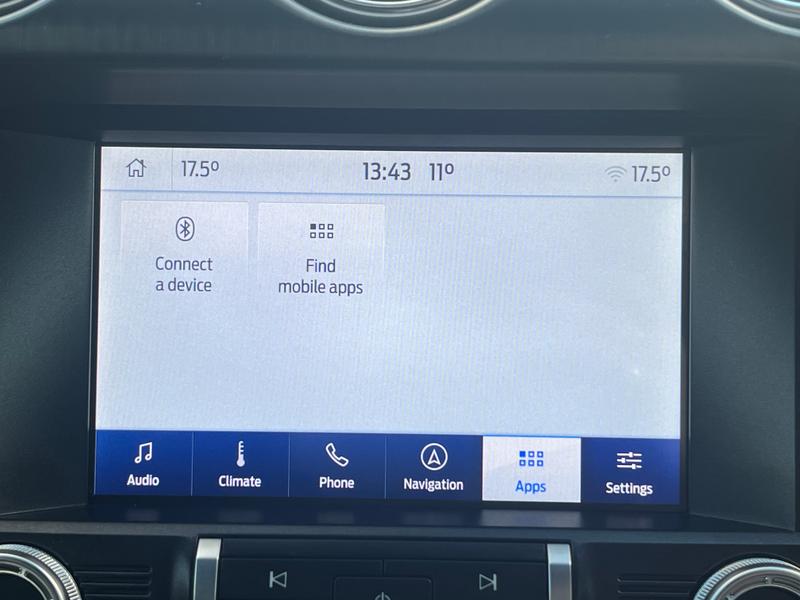 17.5° 13:43 11° 17.5°
Connect
a device
Find
mobile apps
Audio Climate Phone Navigation Apps Settings